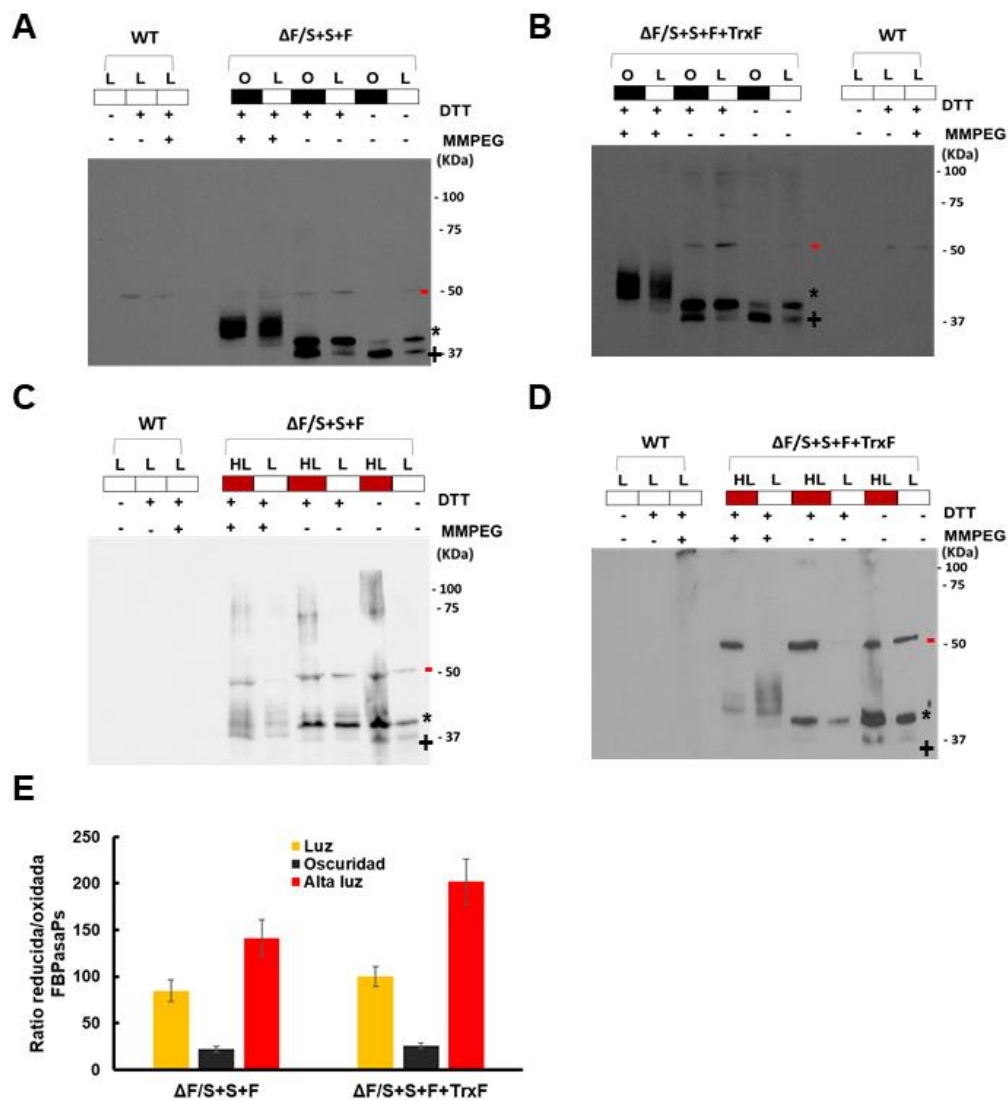 A
WT
ΔF/S+S+F
L L L
O L O L O L
- + + + + + + - - DTT
- - + + + - - - - MMPEG
(KDa)
- 100
- 75
- 50
*
+ - 37
B
ΔF/S+S+F+TrxF
WT
O L O L O L
L L L
+ + + + - - - + + DTT
+ + - - - - - - + MMPEG
(KDa)
- 100
- 75
- 50
*
+ - 37
C
WT
ΔF/S+S+F
L L L
HL L HL L HL L
- + + + + + + - - DTT
- - + + + - - - - MMPEG
(KDa)
- 100
- 75
- 50
*
+ - 37
D
WT
ΔF/S+S+F+TrxF
L L L
HL L HL L HL L
- + + + + + + - - DTT
- - + + + - - - - MMPEG
(KDa)
100
- 75
- 50
*
+ - 37
E
Ratio reducida/oxidada
FBPasaPs
250
200
150
100
50
0
Luz
Oscuridad
Alta luz
ΔF/S+S+F
ΔF/S+S+F+TrxF